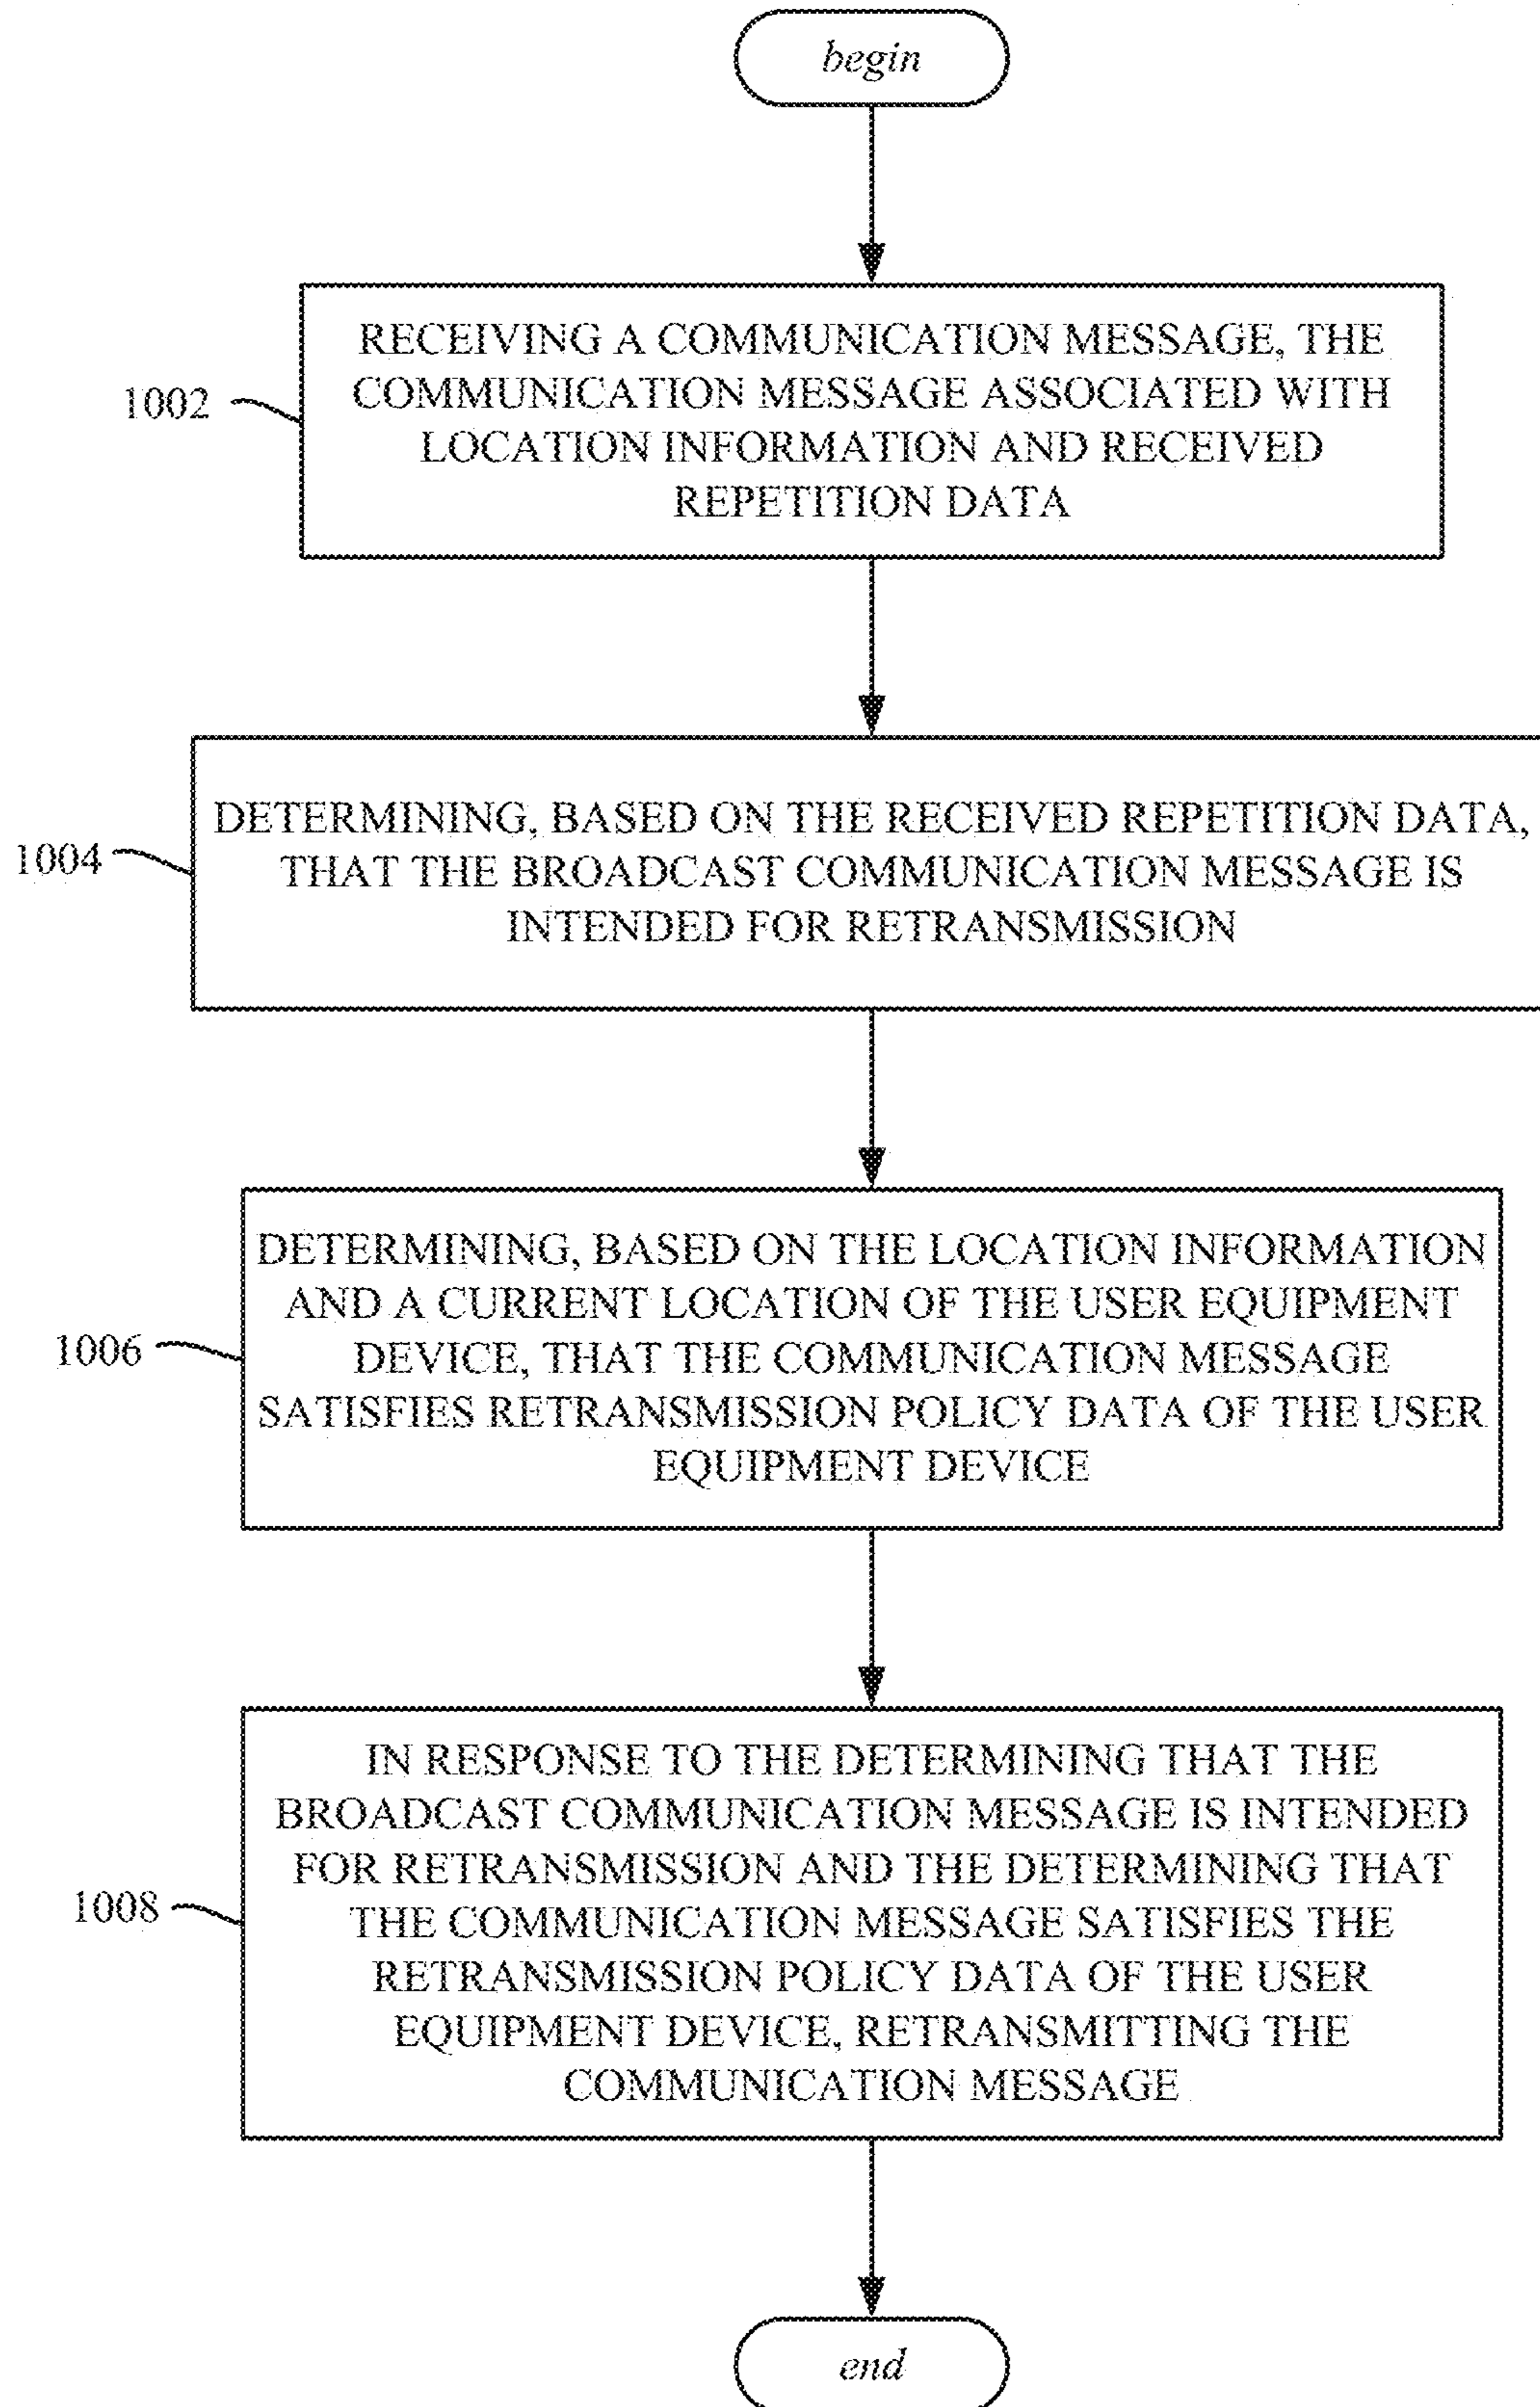 begin
RECEIVING A COMMUNICATION MESSAGE, THE
COMMUNICATION MESSAGE ASSOCIATED WITH
LOCATION INFORMATION AND RECEIVED
REPETITION DATA
1002
DETERMINING, BASED ON THE RECEIVED REPETITION DATA,
THAT THE BROADCAST COMMUNICATION MESSAGE IS
INTENDED FOR RETRANSMISSION
1004
DETERMINING, BASED ON THE LOCATION INFORMATION
AND A CURRENT LOCATION OF THE USER EQUIPMENT
DEVICE, THAT THE COMMUNICATION MESSAGE
SATISFIES RETRANSMISSION POLICY DATA OF THE USER
EQUIPMENT DEVICE
1006
IN RESPONSE TO THE DETERMINING THAT THE
BROADCAST COMMUNICATION MESSAGE IS INTENDED
FOR RETRANSMISSION AND THE DETERMINING THAT
THE COMMUNICATION MESSAGE SATISFIES THE
RETRANSMISSION POLICY DATA OF THE USER
EQUIPMENT DEVICE, RETRANSMITTING THE
COMMUNICATION MESSAGE
1008
end